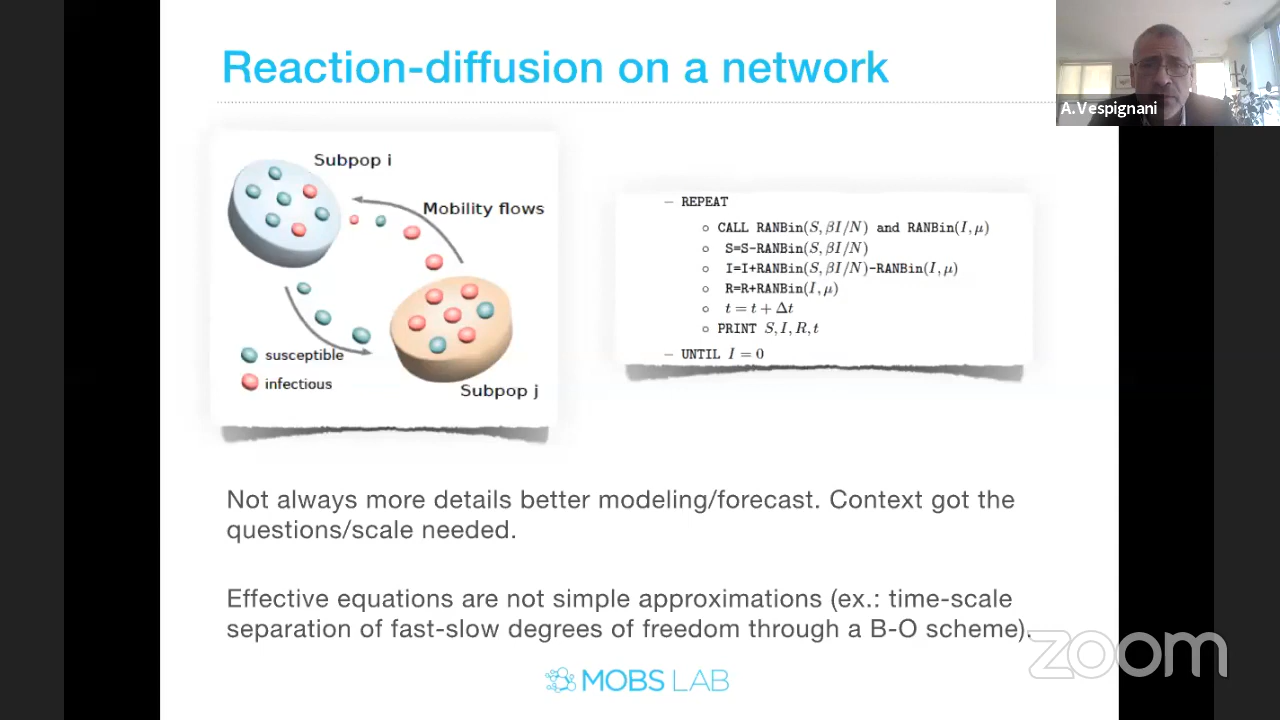 Reaction-diffusion on a network
A.Vespignani
Subpop i
Mobility flows
susceptible
infectious
Subpop j
– REPEAT
∘ CALL RANBin(S, βI/N) and RANBin(I, μ)
∘ S=S-RANBin(S, βI/N)
∘ I=I+RANBin(S, βI/N)-RANBin(I, μ)
∘ R=R+RANBin(I, μ)
∘ t = t + Δt
∘ PRINT S, I, R, t
– UNTIL I = 0
Not always more details better modeling/forecast. Context got the
questions/scale needed.
Effective equations are not simple approximations (ex.: time-scale
separation of fast-slow degrees of freedom through a B-O scheme).
MOBS LAB
zoom